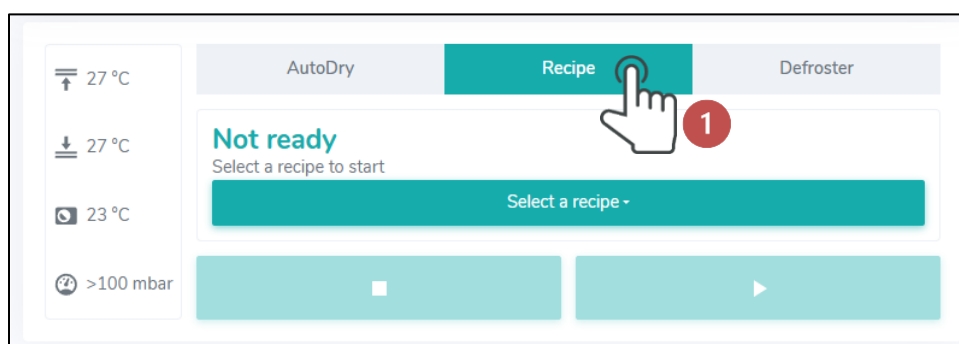 AutoDry
Recipe
Defroster
27 °C
27 °C
23 °C
>100 mbar
1
Not ready
Select a recipe to start
Select a recipe